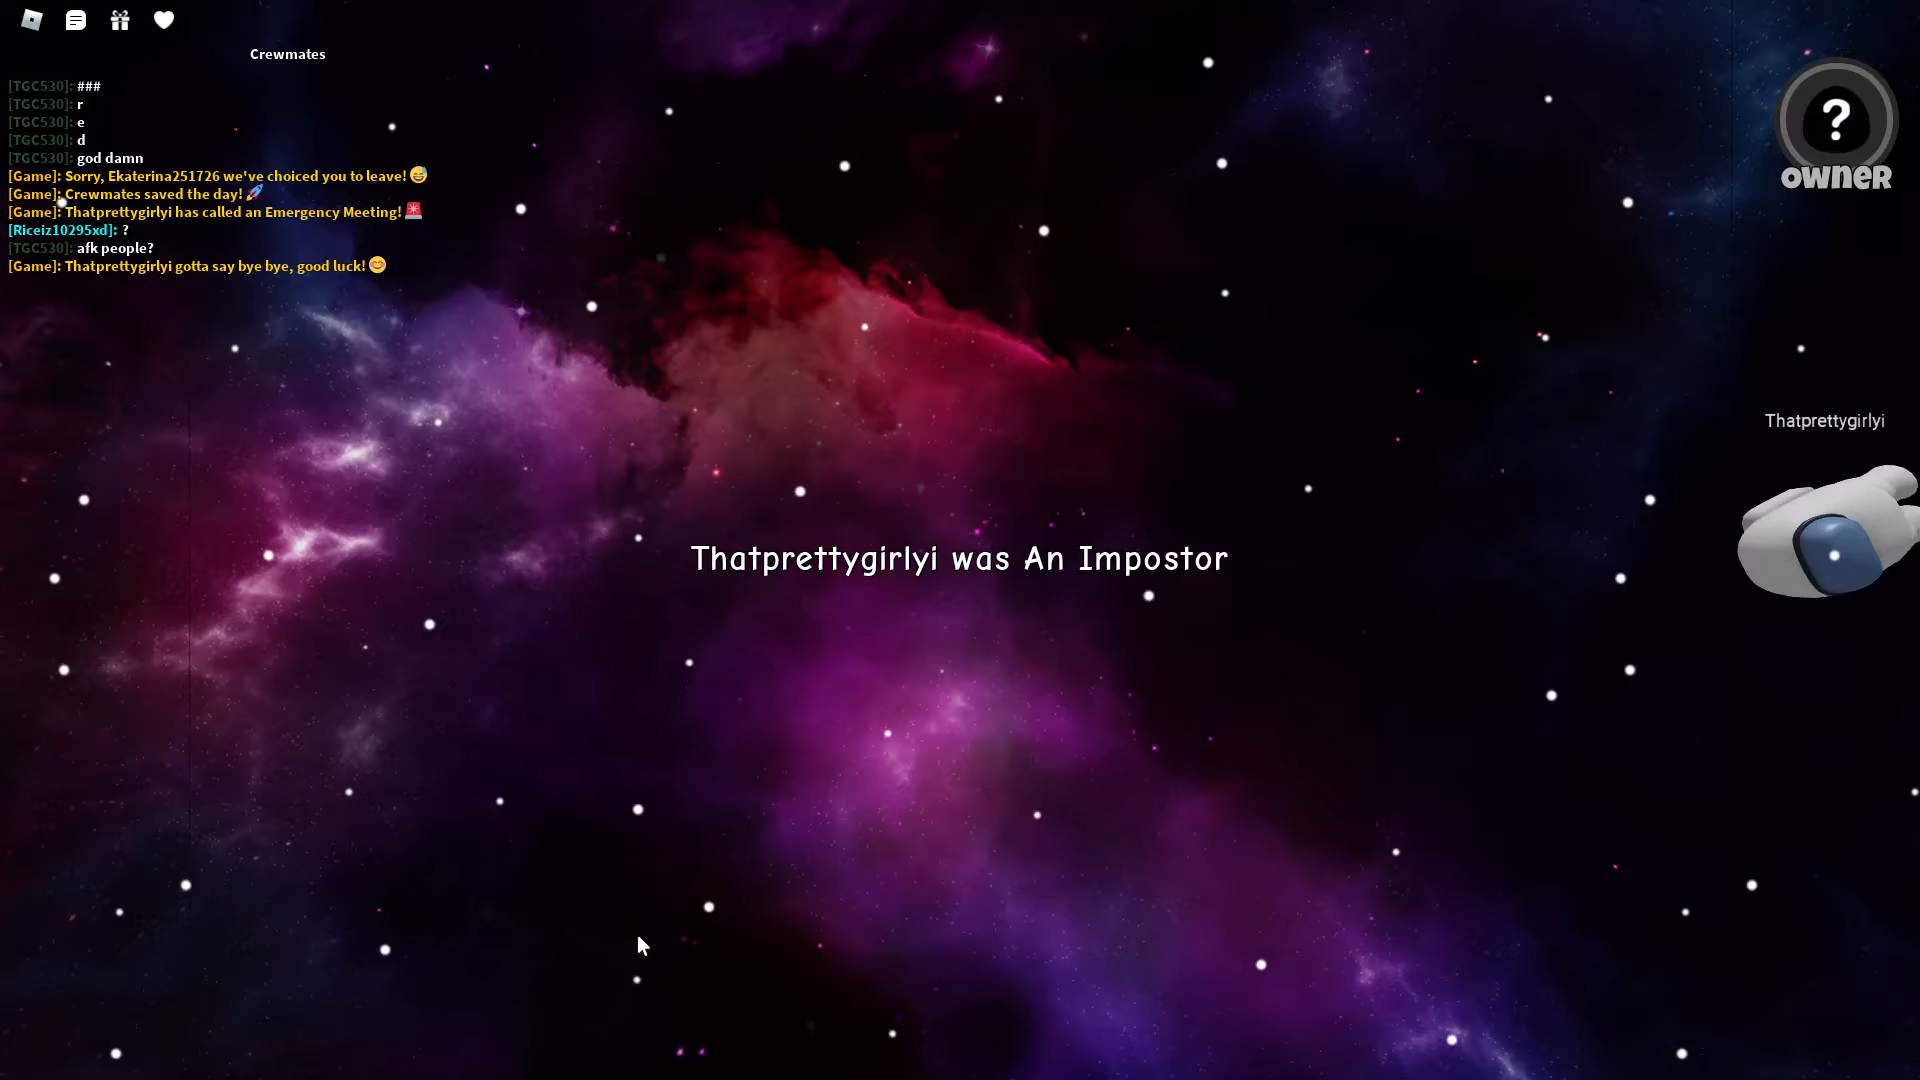 Crewmates
[TGC530]: ###
[TGC530]: r
[TGC530]: e
[TGC530]: d
[TGC530]: god damn
[Game]: Sorry, Ekaterina251726 we've choiced you to leave! 😅
[Game]: Crewmates saved the day! 🚀
[Game]: Thatprettygirlyi has called an Emergency Meeting! 🚨
[Riceiz10295xd]: ?
[TGC530]: afk people?
[Game]: Thatprettygirlyi gotta say bye bye, good luck! 😊
?
OWNER
Thatprettygirlyi
Thatprettygirlyi was An Impostor